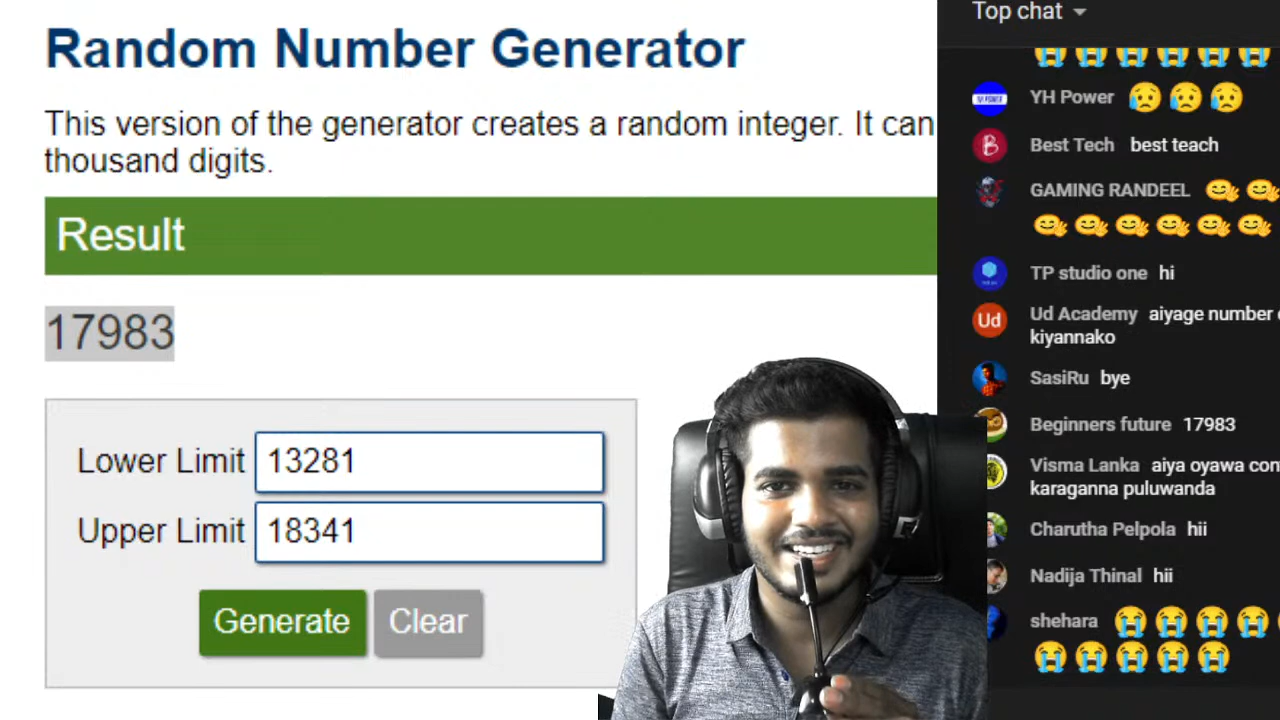 Random Number Generator
This version of the generator creates a random integer. It can
thousand digits.
Result
17983
Lower Limit 13281
Upper Limit 18341
Generate Clear
Top chat
YH Power
Best Tech best teach
GAMING RANDEEL
TP studio one hi
Ud Academy aiyage number
kiyannako
SasiRu bye
Beginners future 17983
Visma Lanka aiya oyawa
karaganna puluwanda
Charutha Pelpola hii
Nadija Thinal hii
shehara
Ud
B